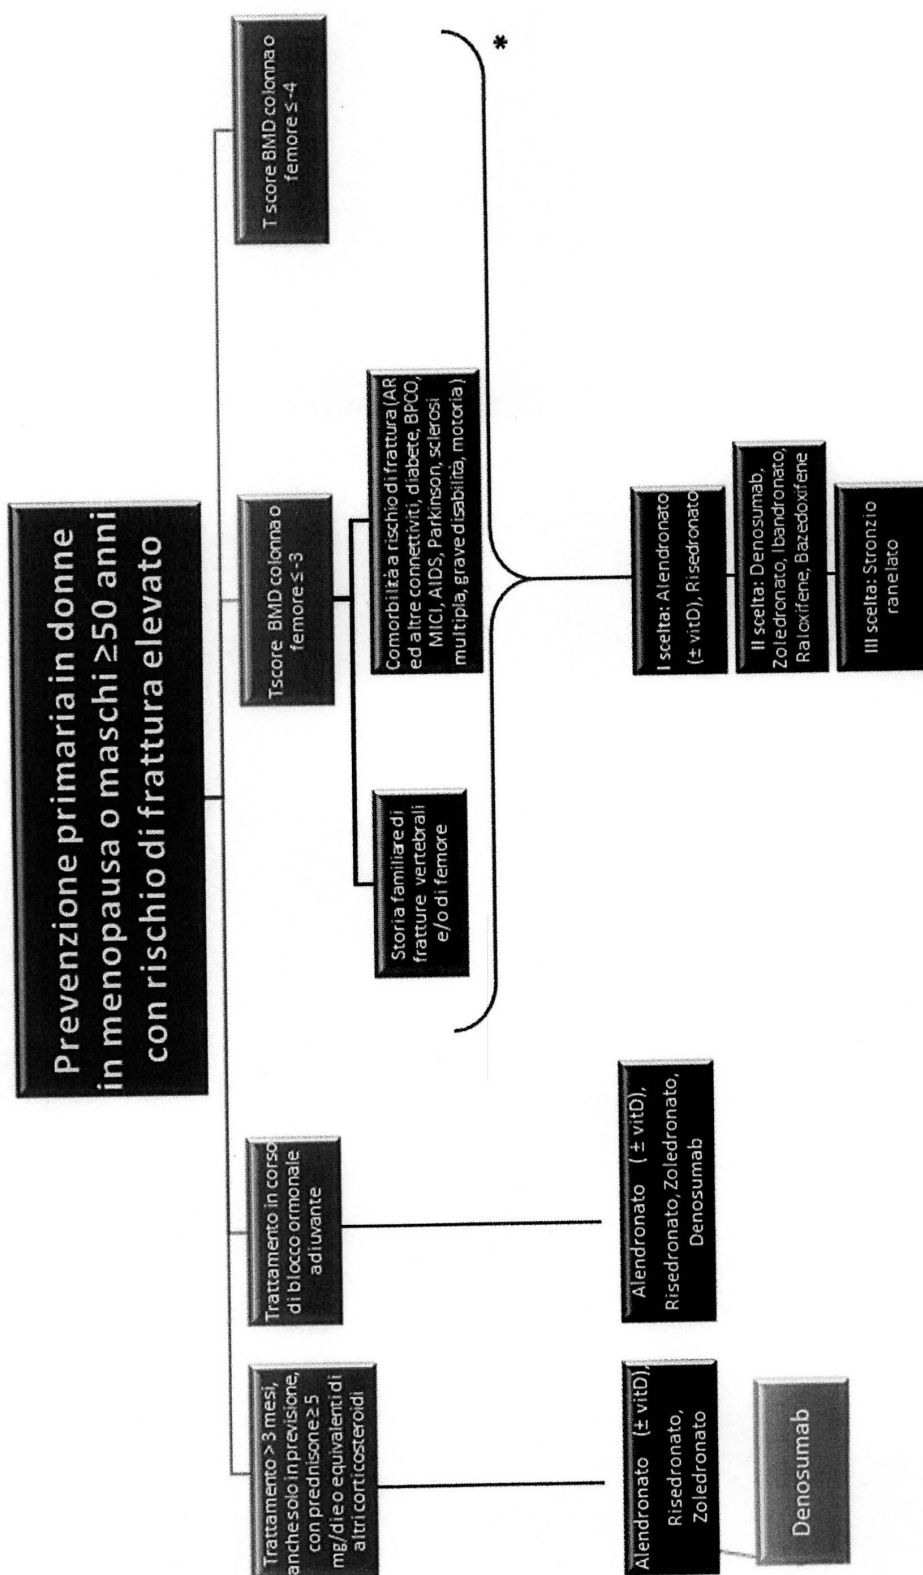 Prevenzione primaria in donne
in menopausa o maschi ≥50 anni
con rischio di frattura elevato
Trattamento > 3 mesi,
anche solo in previsione,
con prednisone ≥ 5
mg/die o equivalenti di
altri corticosteroidi
Trattamento in corso
di blocco ormonale
adiuvante
T score BMD colonna o
femore ≤ -3
T score BMD colonna o
femore ≤ -4
Storia familiare di
fratture vertebrali
e/o di femore
Comorbilità a rischio di frattura (AR
ed altre connettiviti, diabete, BPCO,
MICI, AIDS, Parkinson, sclerosi
multipla, grave disabilità, motoria)
*
Alendronato (± vitD),
Risedronato,
Zoledronato
Denosumab
Alendronato (± vitD),
Risedronato, Zoledronato,
Denosumab
I scelta: Alendronato
(± vitD), Risedronato
II scelta: Denosumab,
Zoledronato, Ibandronato,
Raloxifene, Bazedoxifene
III scelta: Stronzio
ranelato